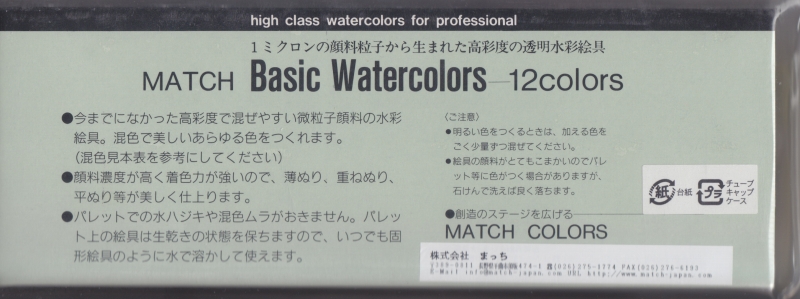 high class watercolors for professional
1ミクロンの顔料粒子から生まれた高彩度の透明水彩絵具
MATCH Basic Watercolors—12colors
●今までになかった高彩度で混ぜやすい微粒子顔料の水彩
絵具。混色で美しいあらゆる色をつくれます。
(混色見本表を参考にしてください)
●顔料濃度が高く着色力が強いので、薄ぬり、重ねぬり、
平ぬり等が美しく仕上ります。
●パレットでの水ハジキや混色ムラがおきません。パレッ
ト上の絵具は生乾きの状態を保ちますので、いつでも固
形絵具のように水で溶かして使えます。
〈ご注意〉
●明るい色をつくるときは、加える色を
ごく少量ずつ混ぜてください。
●絵具の顔料がとてもこまかいのでパレ
ット等に色がつく場合がありますが、
石けんで洗えば良く落ちます。
紙 台紙
プラ チューブ
キャップ
ケース
●創造のステージを広げる
MATCH COLORS
株式会社 まっち
E-Mail info@match-japan.com URL http://www.match-japan.com/